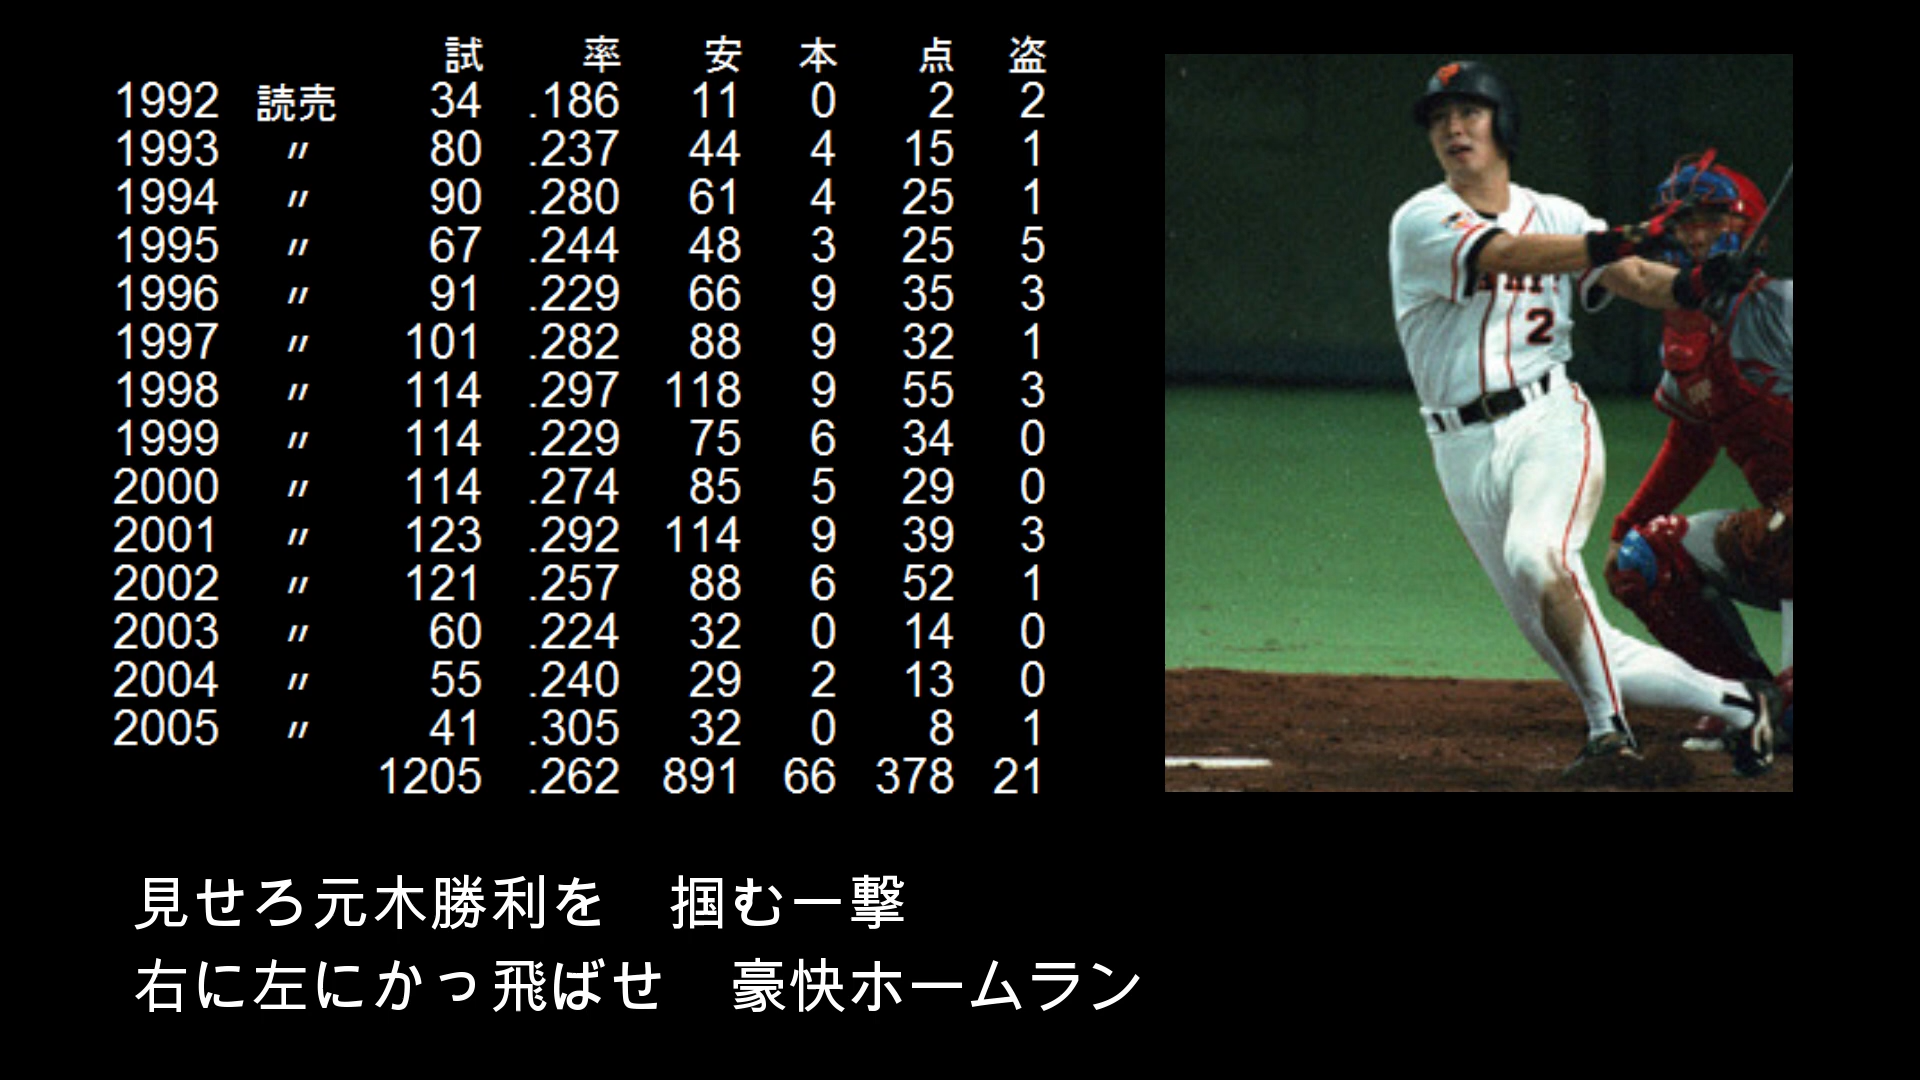 試 率 安 本 点 盗
1992 読売 34 .186 11 0 2 2
1993 〃 80 .237 44 4 15 1
1994 〃 90 .280 61 4 25 1
1995 〃 67 .244 48 3 25 5
1996 〃 91 .229 66 9 35 3
1997 〃 101 .282 88 9 32 1
1998 〃 114 .297 118 9 55 3
1999 〃 114 .229 75 6 34 0
2000 〃 114 .274 85 5 29 0
2001 〃 123 .292 114 9 39 3
2002 〃 121 .257 88 6 52 1
2003 〃 60 .224 32 0 14 0
2004 〃 55 .240 29 2 13 0
2005 〃 41 .305 32 0 8 1
1205 .262 891 66 378 21
2
見せろ元木勝利を 掴む一撃
右に左にかっ飛ばせ 豪快ホームラン